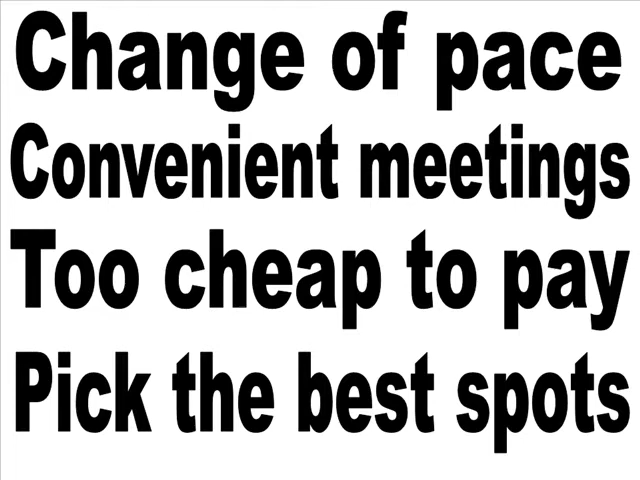 Change of pace
Convenient meetings
Too cheap to pay
Pick the best spots